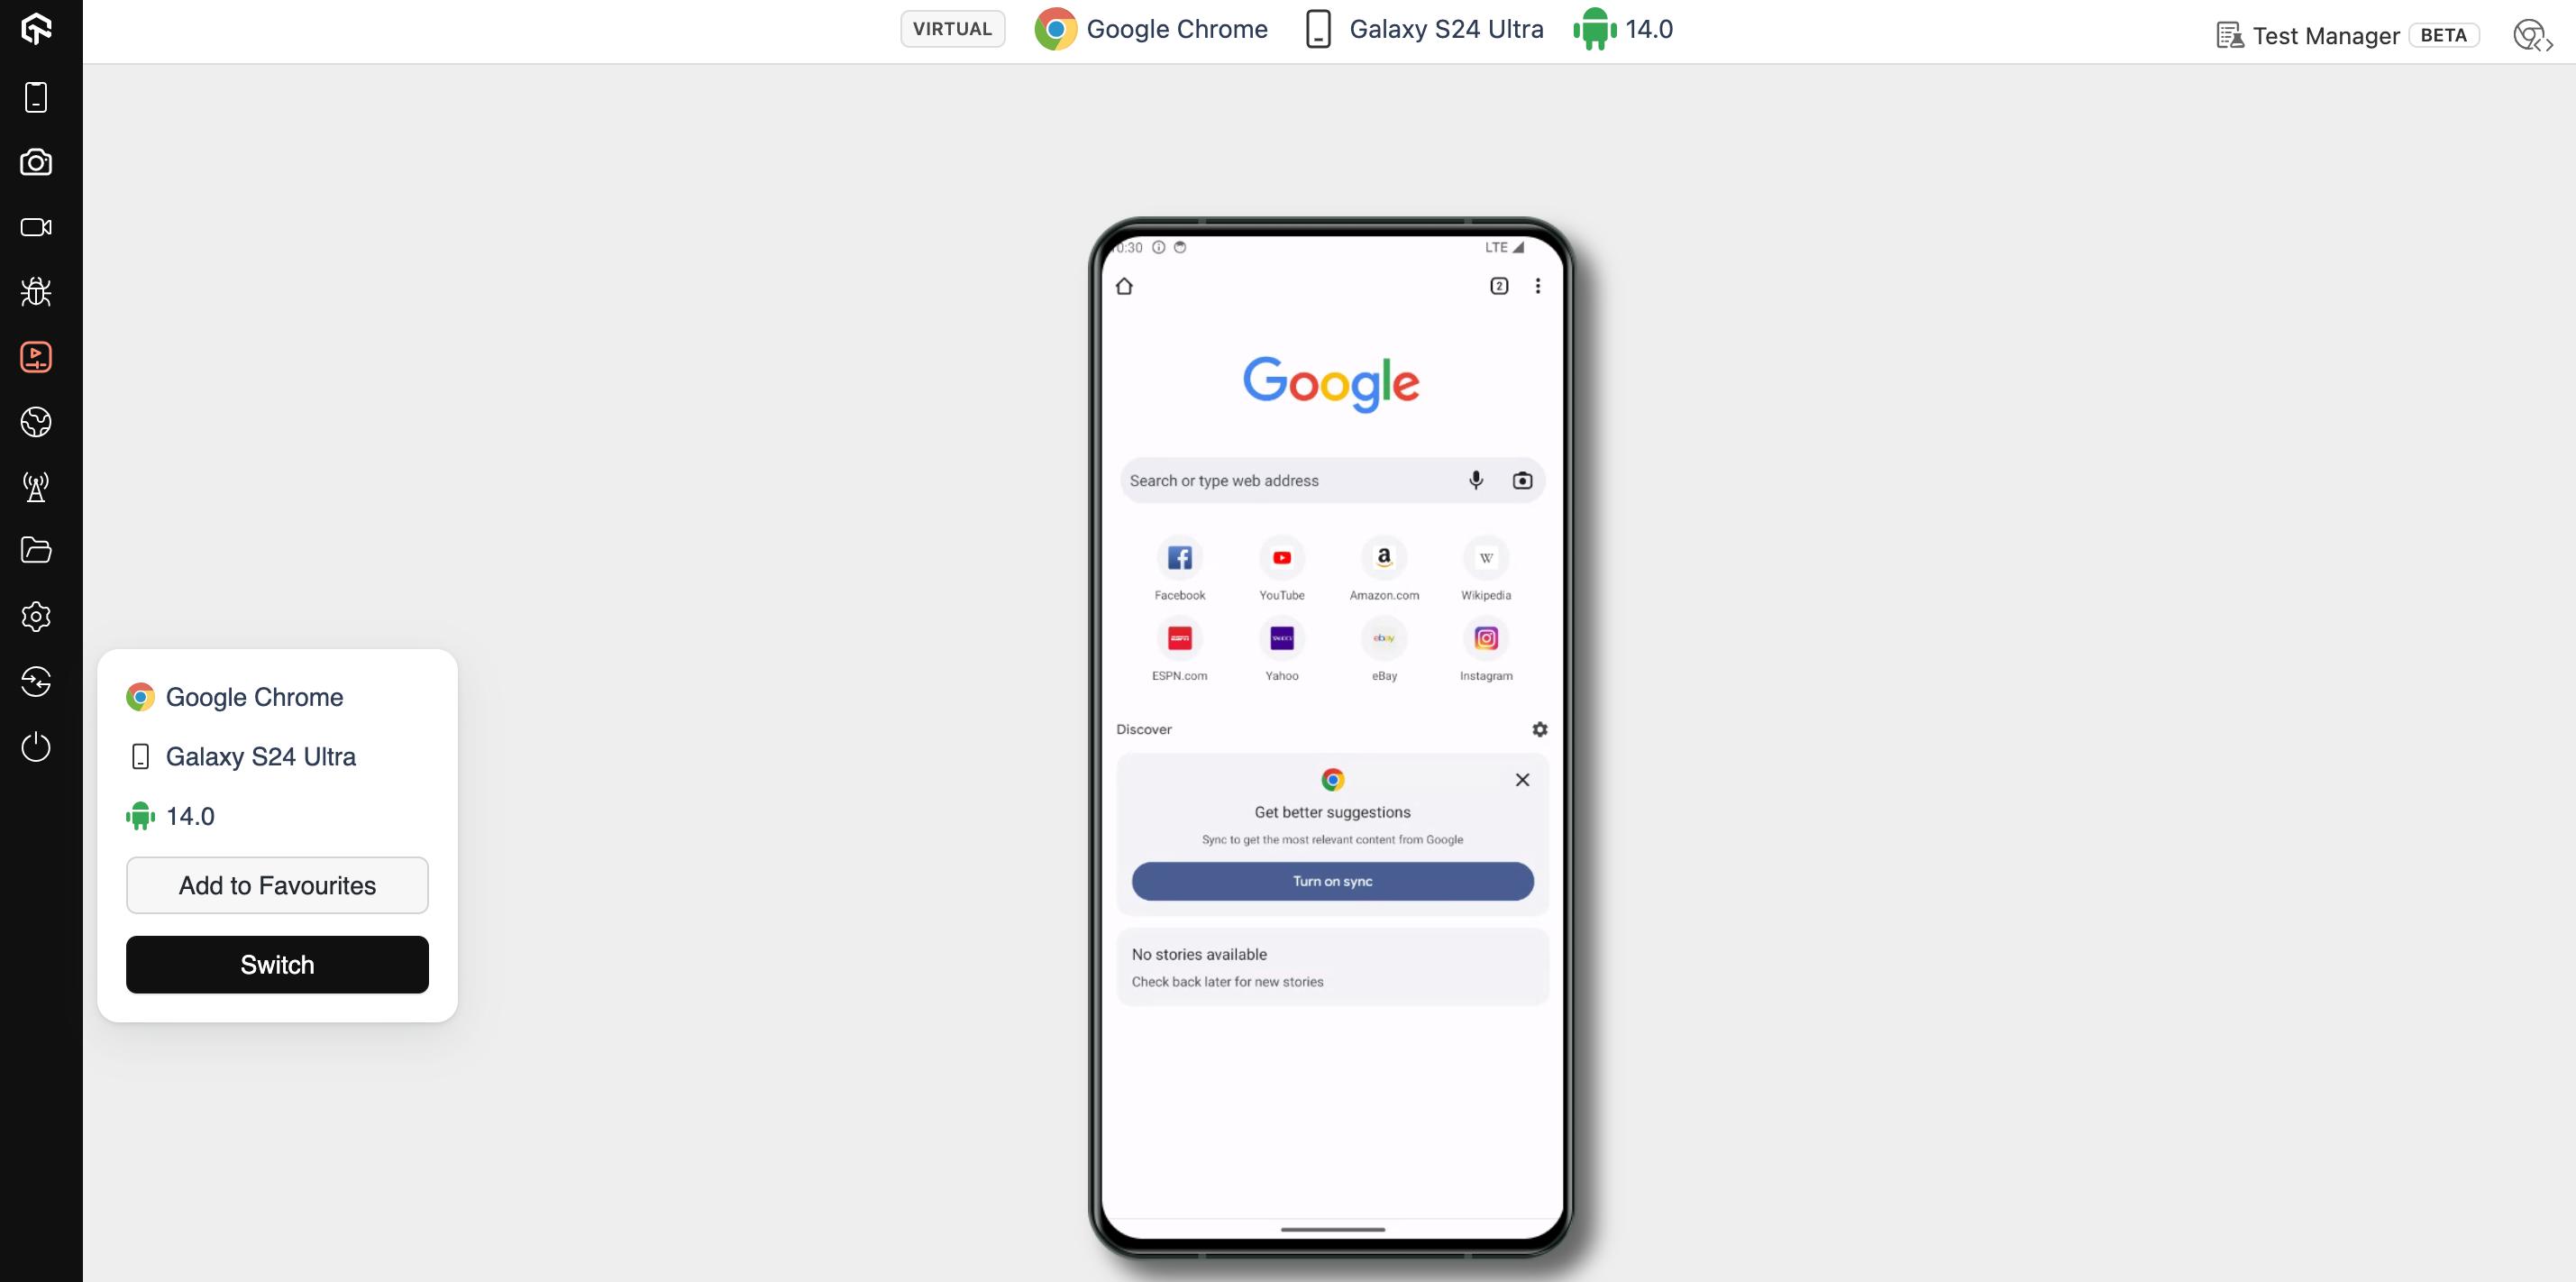 VIRTUAL Google Chrome Galaxy S24 Ultra 14.0
Test Manager BETA
LTE
2
Google
Search or type web address
Facebook YouTube Amazon.com Wikipedia
ESPN.com Yahoo eBay Instagram
Discover
Get better suggestions
Sync to get the most relevant content from Google
Turn on sync
No stories available
Check back later for new stories
Google Chrome
Galaxy S24 Ultra
14.0
Add to Favourites
Switch